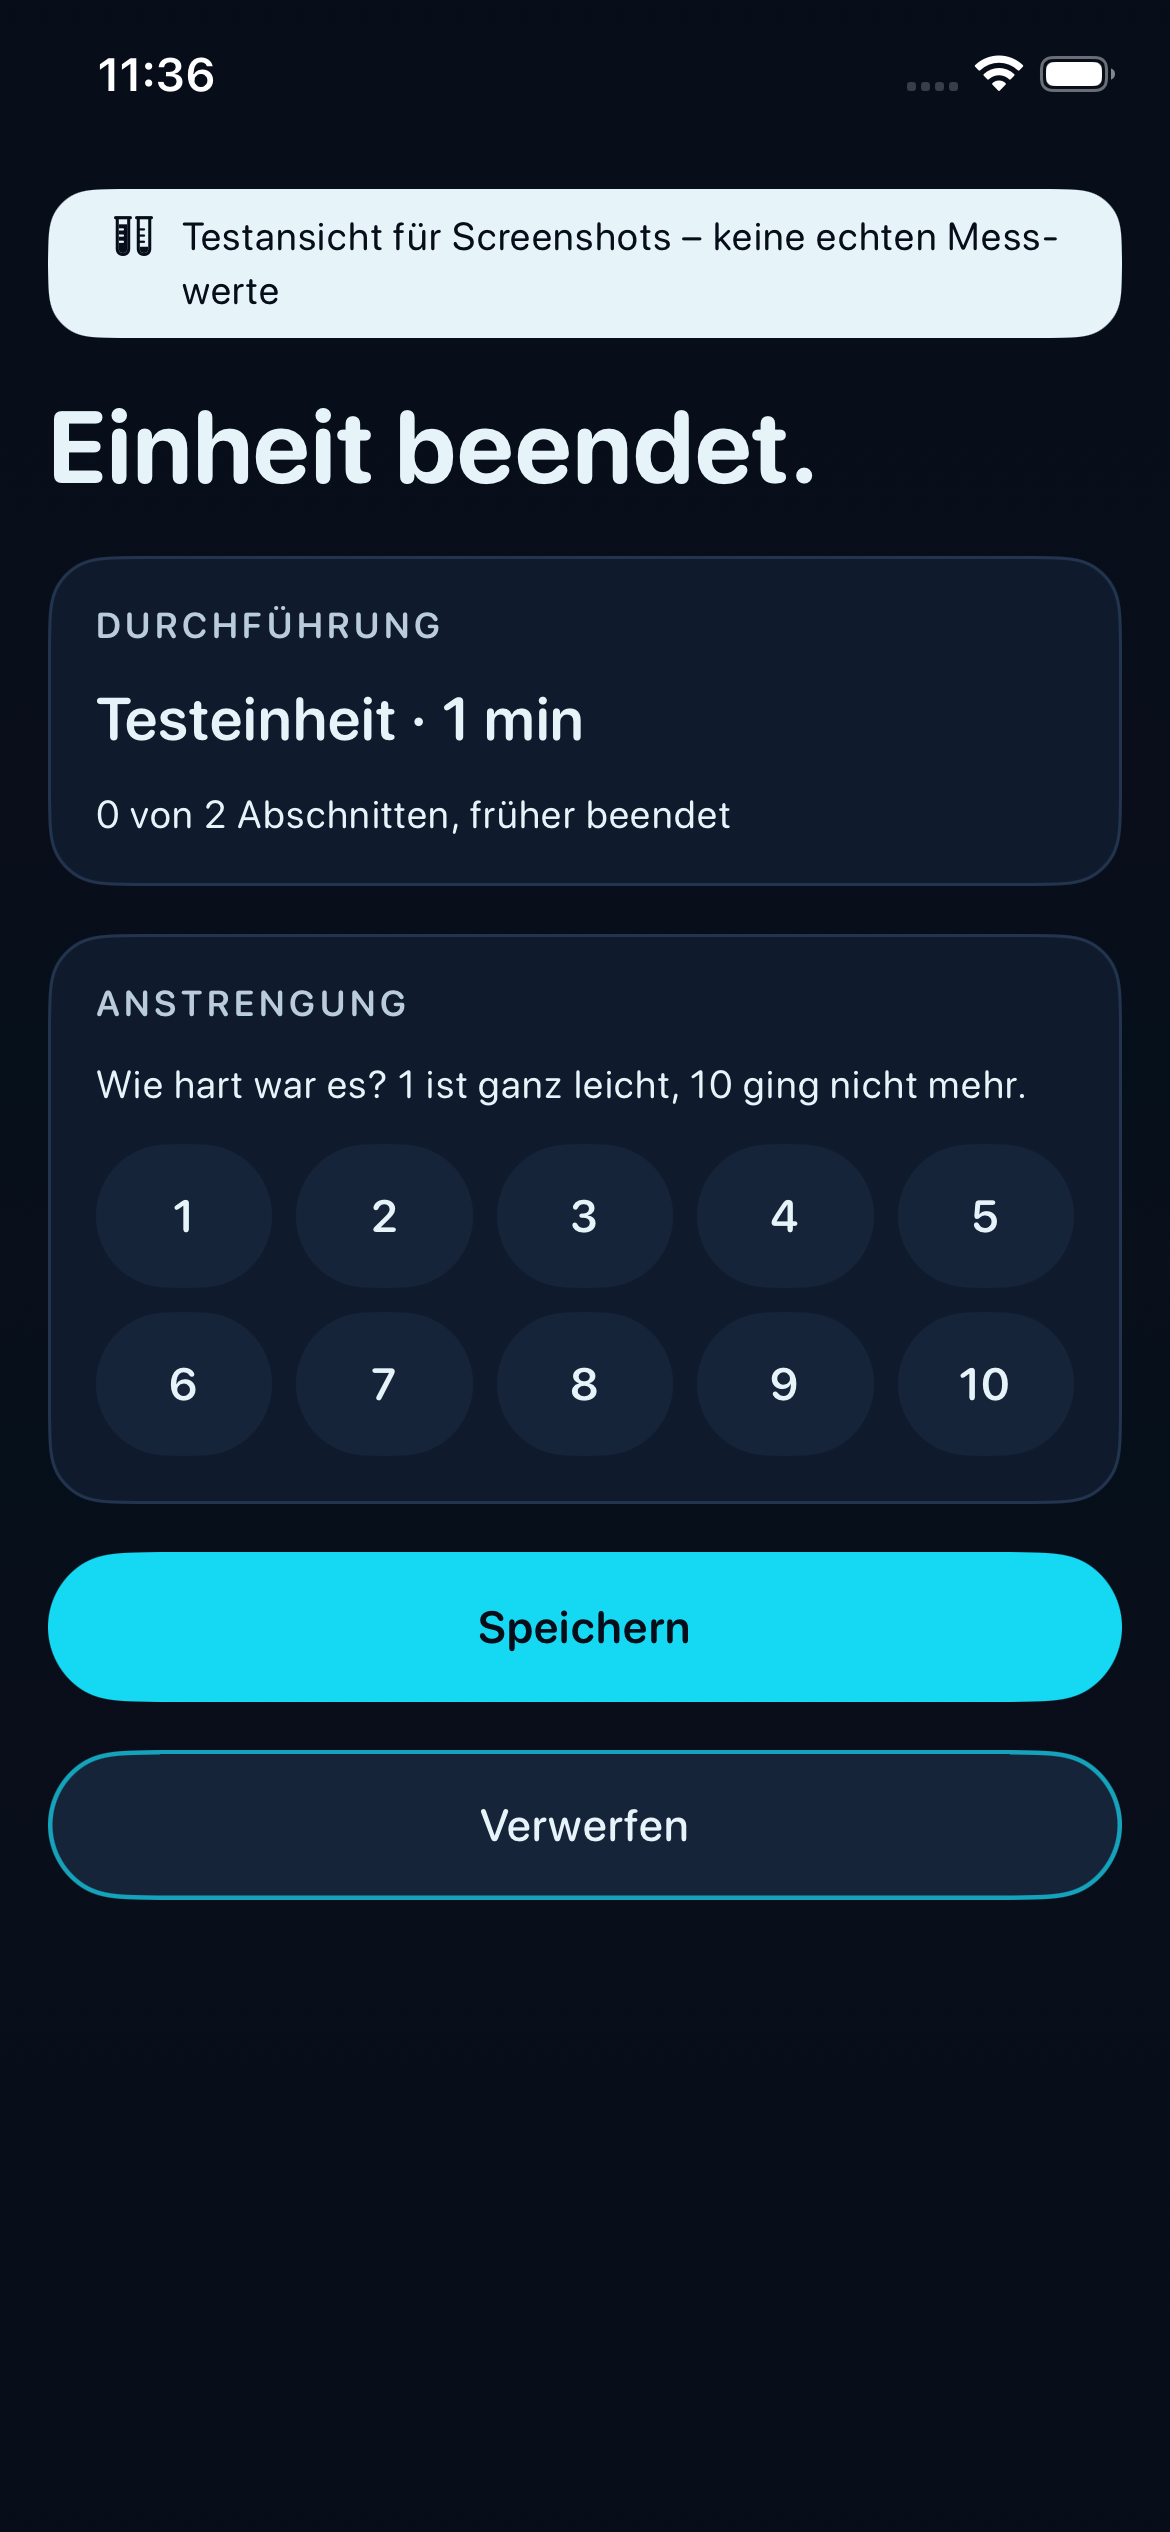 11:36
Testansicht für Screenshots – keine echten Mess-
werte
Einheit beendet.
DURCHFÜHRUNG
Testeinheit · 1 min
0 von 2 Abschnitten, früher beendet
ANSTRENGUNG
Wie hart war es? 1 ist ganz leicht, 10 ging nicht mehr.
1 2 3 4 5
6 7 8 9 10
Speichern
Verwerfen